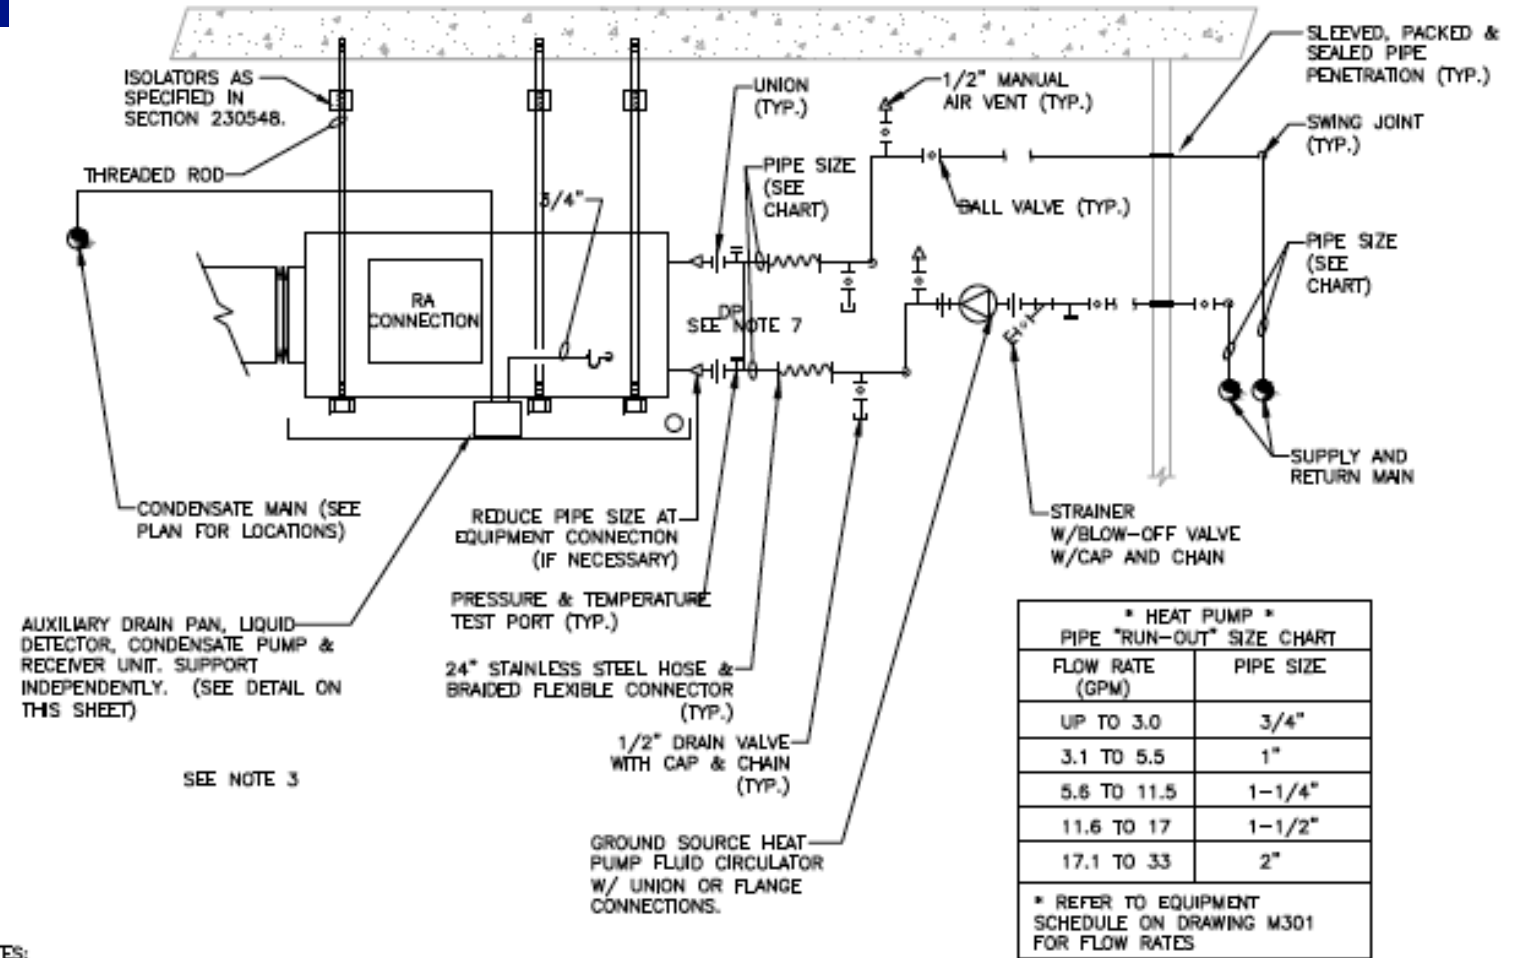 ISOLATORS AS
SPECIFIED IN
SECTION 230548.
THREADED ROD
3/4"
UNION
(TYP.)
1/2" MANUAL
AIR VENT (TYP.)
SLEEVED, PACKED &
SEALED PIPE
PENETRATION (TYP.)
SWING JOINT
(TYP.)
PIPE SIZE
(SEE
CHART)
BALL VALVE (TYP.)
PIPE SIZE
(SEE
CHART)
RA
CONNECTION
DP
SEE NOTE 7
SUPPLY AND
RETURN MAIN
CONDENSATE MAIN (SEE
PLAN FOR LOCATIONS)
REDUCE PIPE SIZE AT
EQUIPMENT CONNECTION
(IF NECESSARY)
STRAINER
W/BLOW-OFF VALVE
W/CAP AND CHAIN
PRESSURE & TEMPERATURE
TEST PORT (TYP.)
AUXILIARY DRAIN PAN, LIQUID
DETECTOR, CONDENSATE PUMP &
RECEIVER UNIT. SUPPORT
INDEPENDENTLY. (SEE DETAIL ON
THIS SHEET)
24" STAINLESS STEEL HOSE &
BRAIDED FLEXIBLE CONNECTOR
(TYP.)
1/2" DRAIN VALVE
WITH CAP & CHAIN
(TYP.)
SEE NOTE 3
GROUND SOURCE HEAT
PUMP FLUID CIRCULATOR
W/ UNION OR FLANGE
CONNECTIONS.
* HEAT PUMP *
PIPE "RUN-OUT" SIZE CHART
FLOW RATE PIPE SIZE
(GPM)
UP TO 3.0 3/4"
3.1 TO 5.5 1"
5.6 TO 11.5 1-1/4"
11.6 TO 17 1-1/2"
17.1 TO 33 2"
* REFER TO EQUIPMENT
SCHEDULE ON DRAWING M301
FOR FLOW RATES